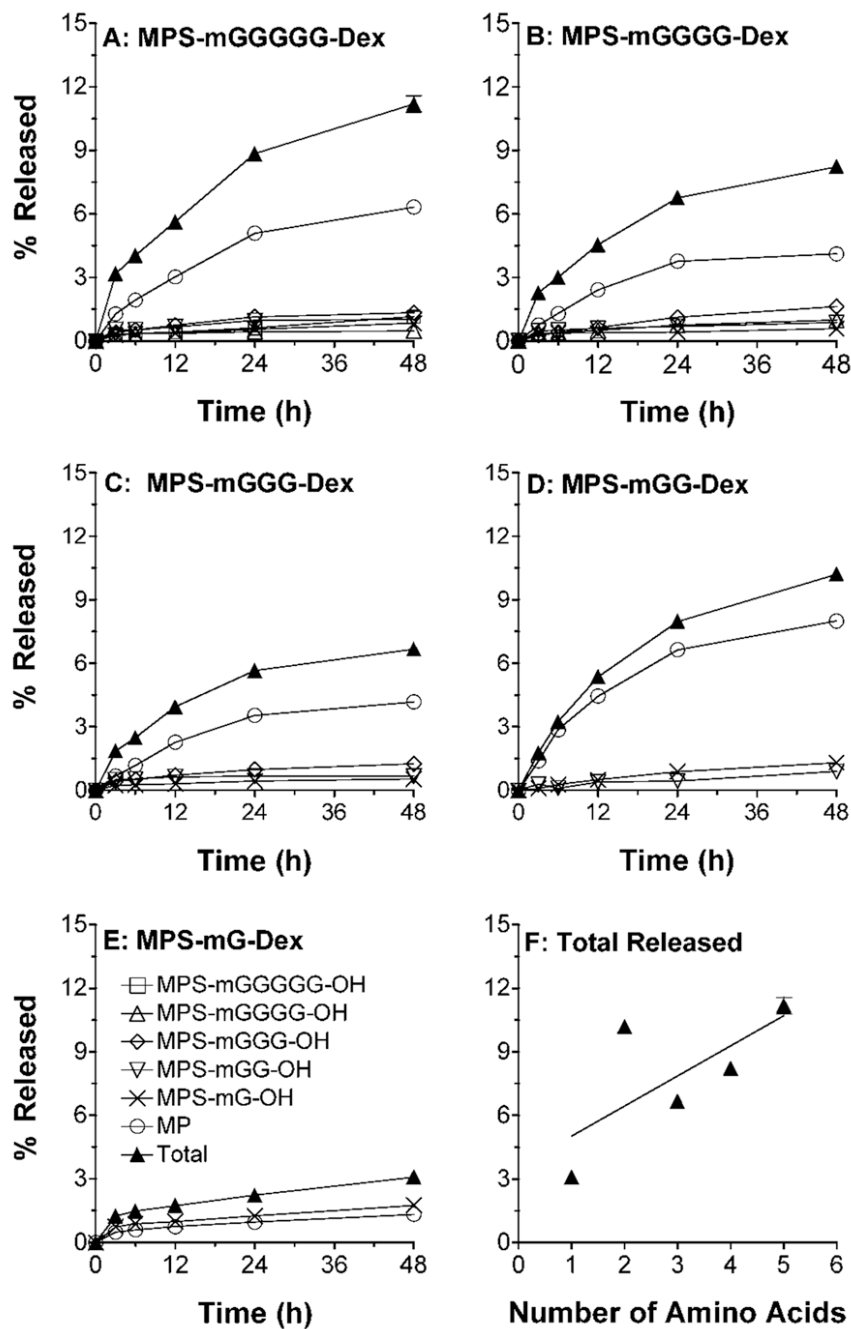 A: MPS-mGGGGG-Dex
15
12
9
6
3
0
% Released
0 12 24 36 48
Time (h)
B: MPS-mGGGG-Dex
15
12
9
6
3
0
0 12 24 36 48
Time (h)
C: MPS-mGGG-Dex
15
12
9
6
3
0
% Released
0 12 24 36 48
Time (h)
D: MPS-mGG-Dex
15
12
9
6
3
0
0 12 24 36 48
Time (h)
E: MPS-mG-Dex
MPS-mGGGGG-OH
MPS-mGGGG-OH
MPS-mGGG-OH
MPS-mGG-OH
MPS-mG-OH
MP
Total
15
12
9
6
3
0
% Released
0 12 24 36 48
Time (h)
F: Total Released
15
12
9
6
3
0
0 1 2 3 4 5 6
Number of Amino Acids